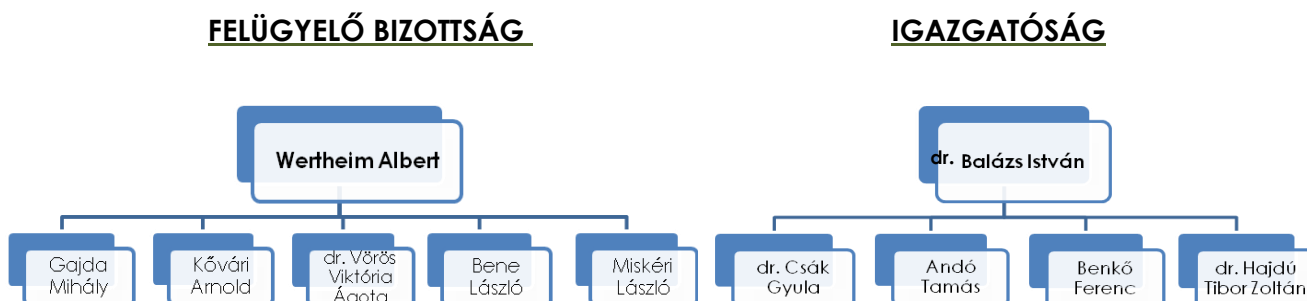 FELÜGYELŐ BIZOTTSÁG
IGAZGATÓSÁG
Wertheim Albert
dr. Balázs István
Gajda
Mihály
Kővári
Arnold
dr. Vörös
Viktória
Ágota
Bene
László
Miskéri
László
dr. Csák
Gyula
Andó
Tamás
Benkő
Ferenc
dr. Hajdú
Tibor Zoltán